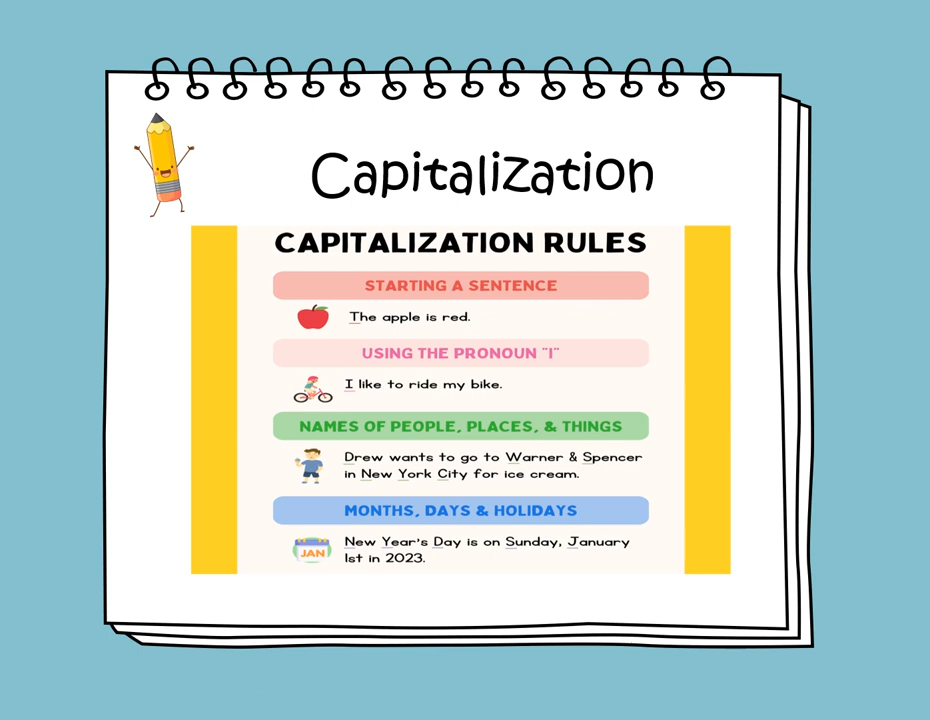 Capitalization
CAPITALIZATION RULES
STARTING A SENTENCE
The apple is red.
USING THE PRONOUN "I"
I like to ride my bike.
NAMES OF PEOPLE, PLACES, & THINGS
Drew wants to go to Warner & Spencer
in New York City for ice cream.
MONTHS, DAYS & HOLIDAYS
JAN
New Year's Day is on Sunday, January
1st in 2023.